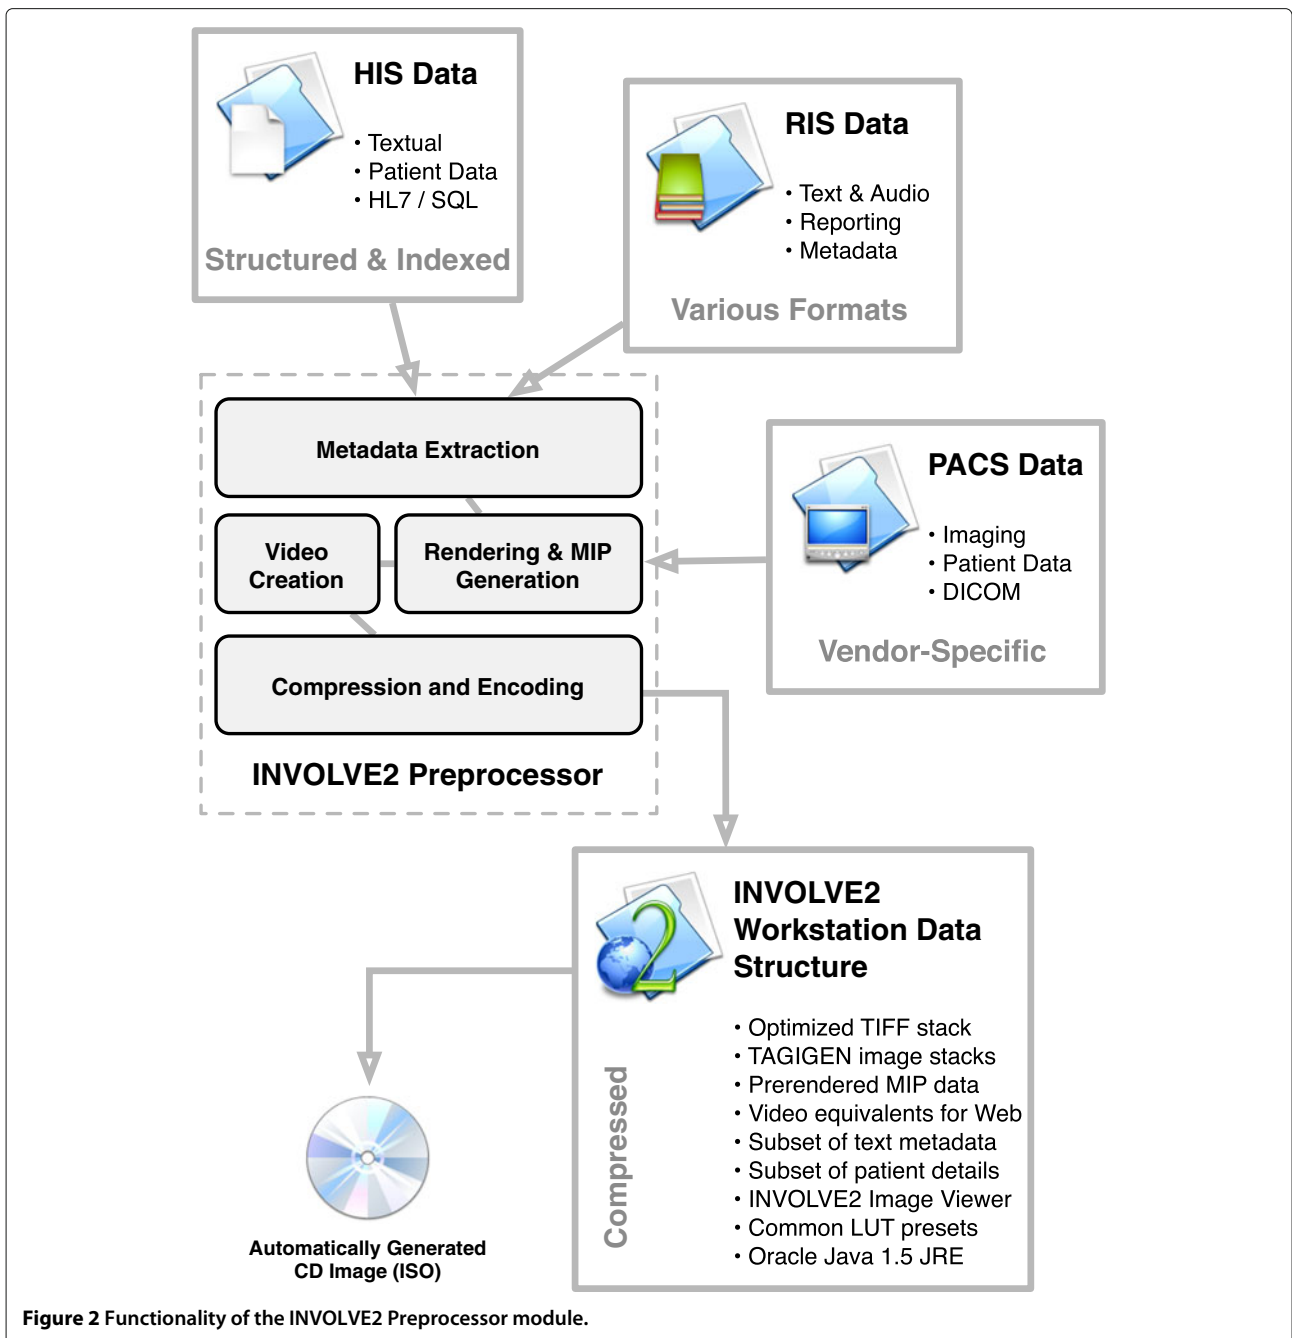 HIS Data
• Textual
• Patient Data
• HL7 / SQL
Structured & Indexed
RIS Data
• Text & Audio
• Reporting
• Metadata
Various Formats
Metadata Extraction
Video
Creation
Rendering & MIP
Generation
Compression and Encoding
INVOLVE2 Preprocessor
PACS Data
• Imaging
• Patient Data
• DICOM
Vendor-Specific
2
INVOLVE2
Workstation Data
Structure
• Optimized TIFF stack
• TAGIGEN image stacks
• Prerendered MIP data
• Video equivalents for Web
• Subset of text metadata
• Subset of patient details
• INVOLVE2 Image Viewer
• Common LUT presets
• Oracle Java 1.5 JRE
Compressed
Automatically Generated
CD Image (ISO)
Figure 2 Functionality of the INVOLVE2 Preprocessor module.